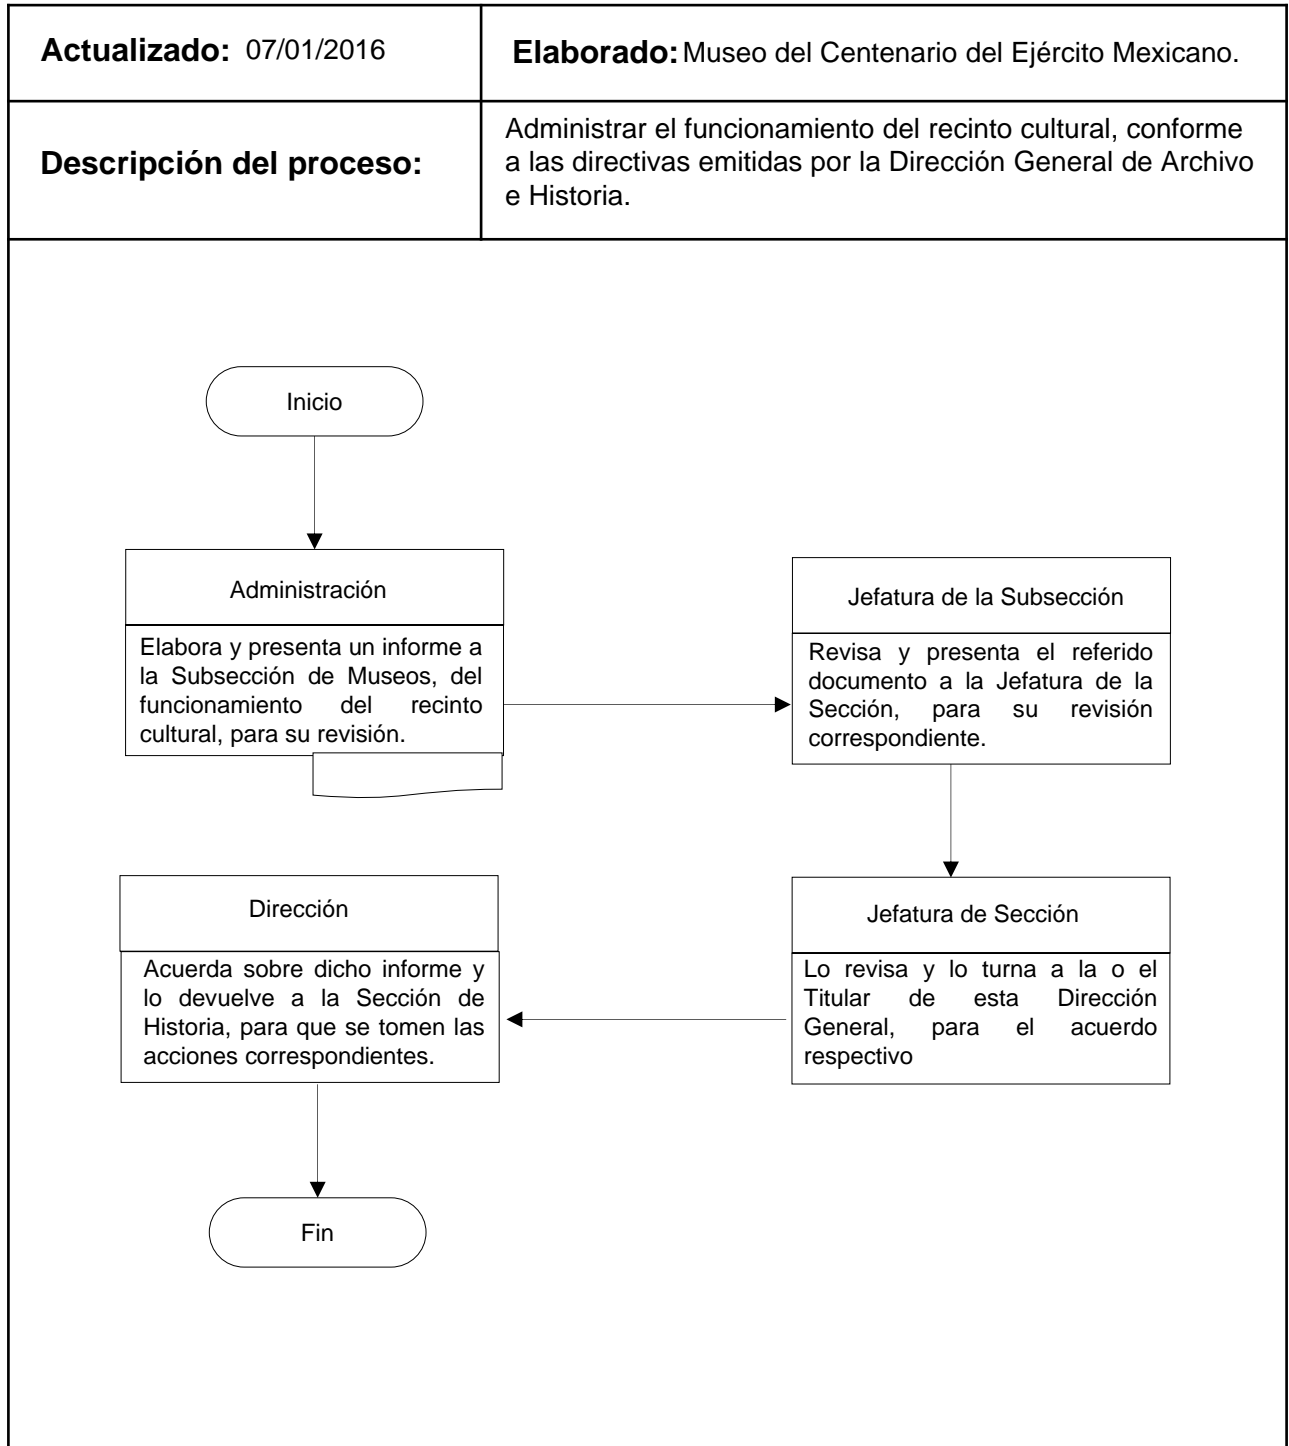 Actualizado: 07/01/2016
Elaborado: Museo del Centenario del Ejército Mexicano.
Descripción del proceso:
Administrar el funcionamiento del recinto cultural, conforme
a las directivas emitidas por la Dirección General de Archivo
e Historia.
Inicio
Administración
Elabora y presenta un informe a
la Subsección de Museos, del
funcionamiento del recinto
cultural, para su revisión.
Jefatura de la Subsección
Revisa y presenta el referido
documento a la Jefatura de la
Sección, para su revisión
correspondiente.
Jefatura de Sección
Lo revisa y lo turna a la o el
Titular de esta Dirección
General, para el acuerdo
respectivo
Dirección
Acuerda sobre dicho informe y
lo devuelve a la Sección de
Historia, para que se tomen las
acciones correspondientes.
Fin